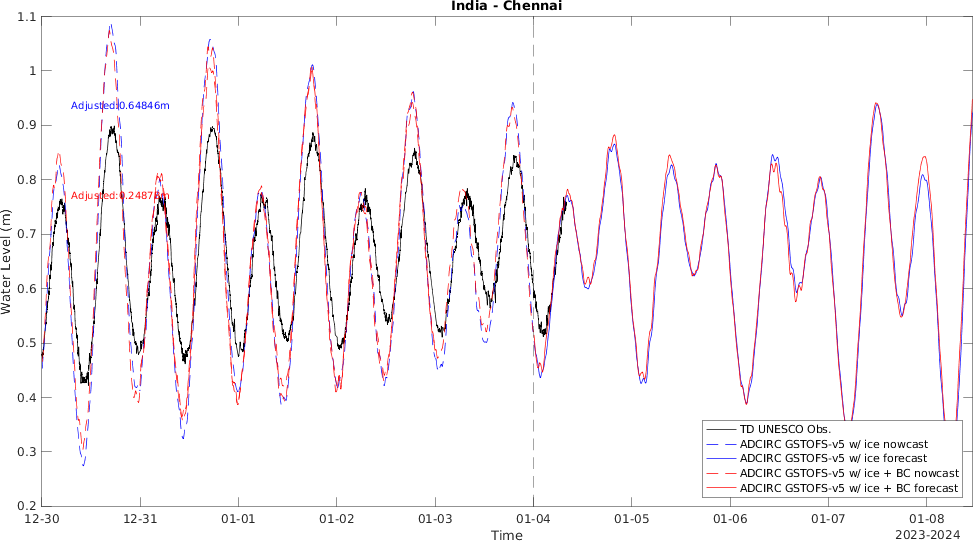 India - Chennai
1.1
1
0.9
0.8
0.7
0.6
0.5
0.4
0.3
0.2
Water Level (m)
Adjusted:0.64846m
TD UNESCO Obs.
ADCIRC GSTOFS-v5 w/ ice nowcast
ADCIRC GSTOFS-v5 w/ ice forecast
ADCIRC GSTOFS-v5 w/ ice + BC nowcast
ADCIRC GSTOFS-v5 w/ ice + BC forecast
12-30
12-31
01-01
01-02
01-03
01-04
01-05
01-06
01-07
01-08
Time
2023-2024